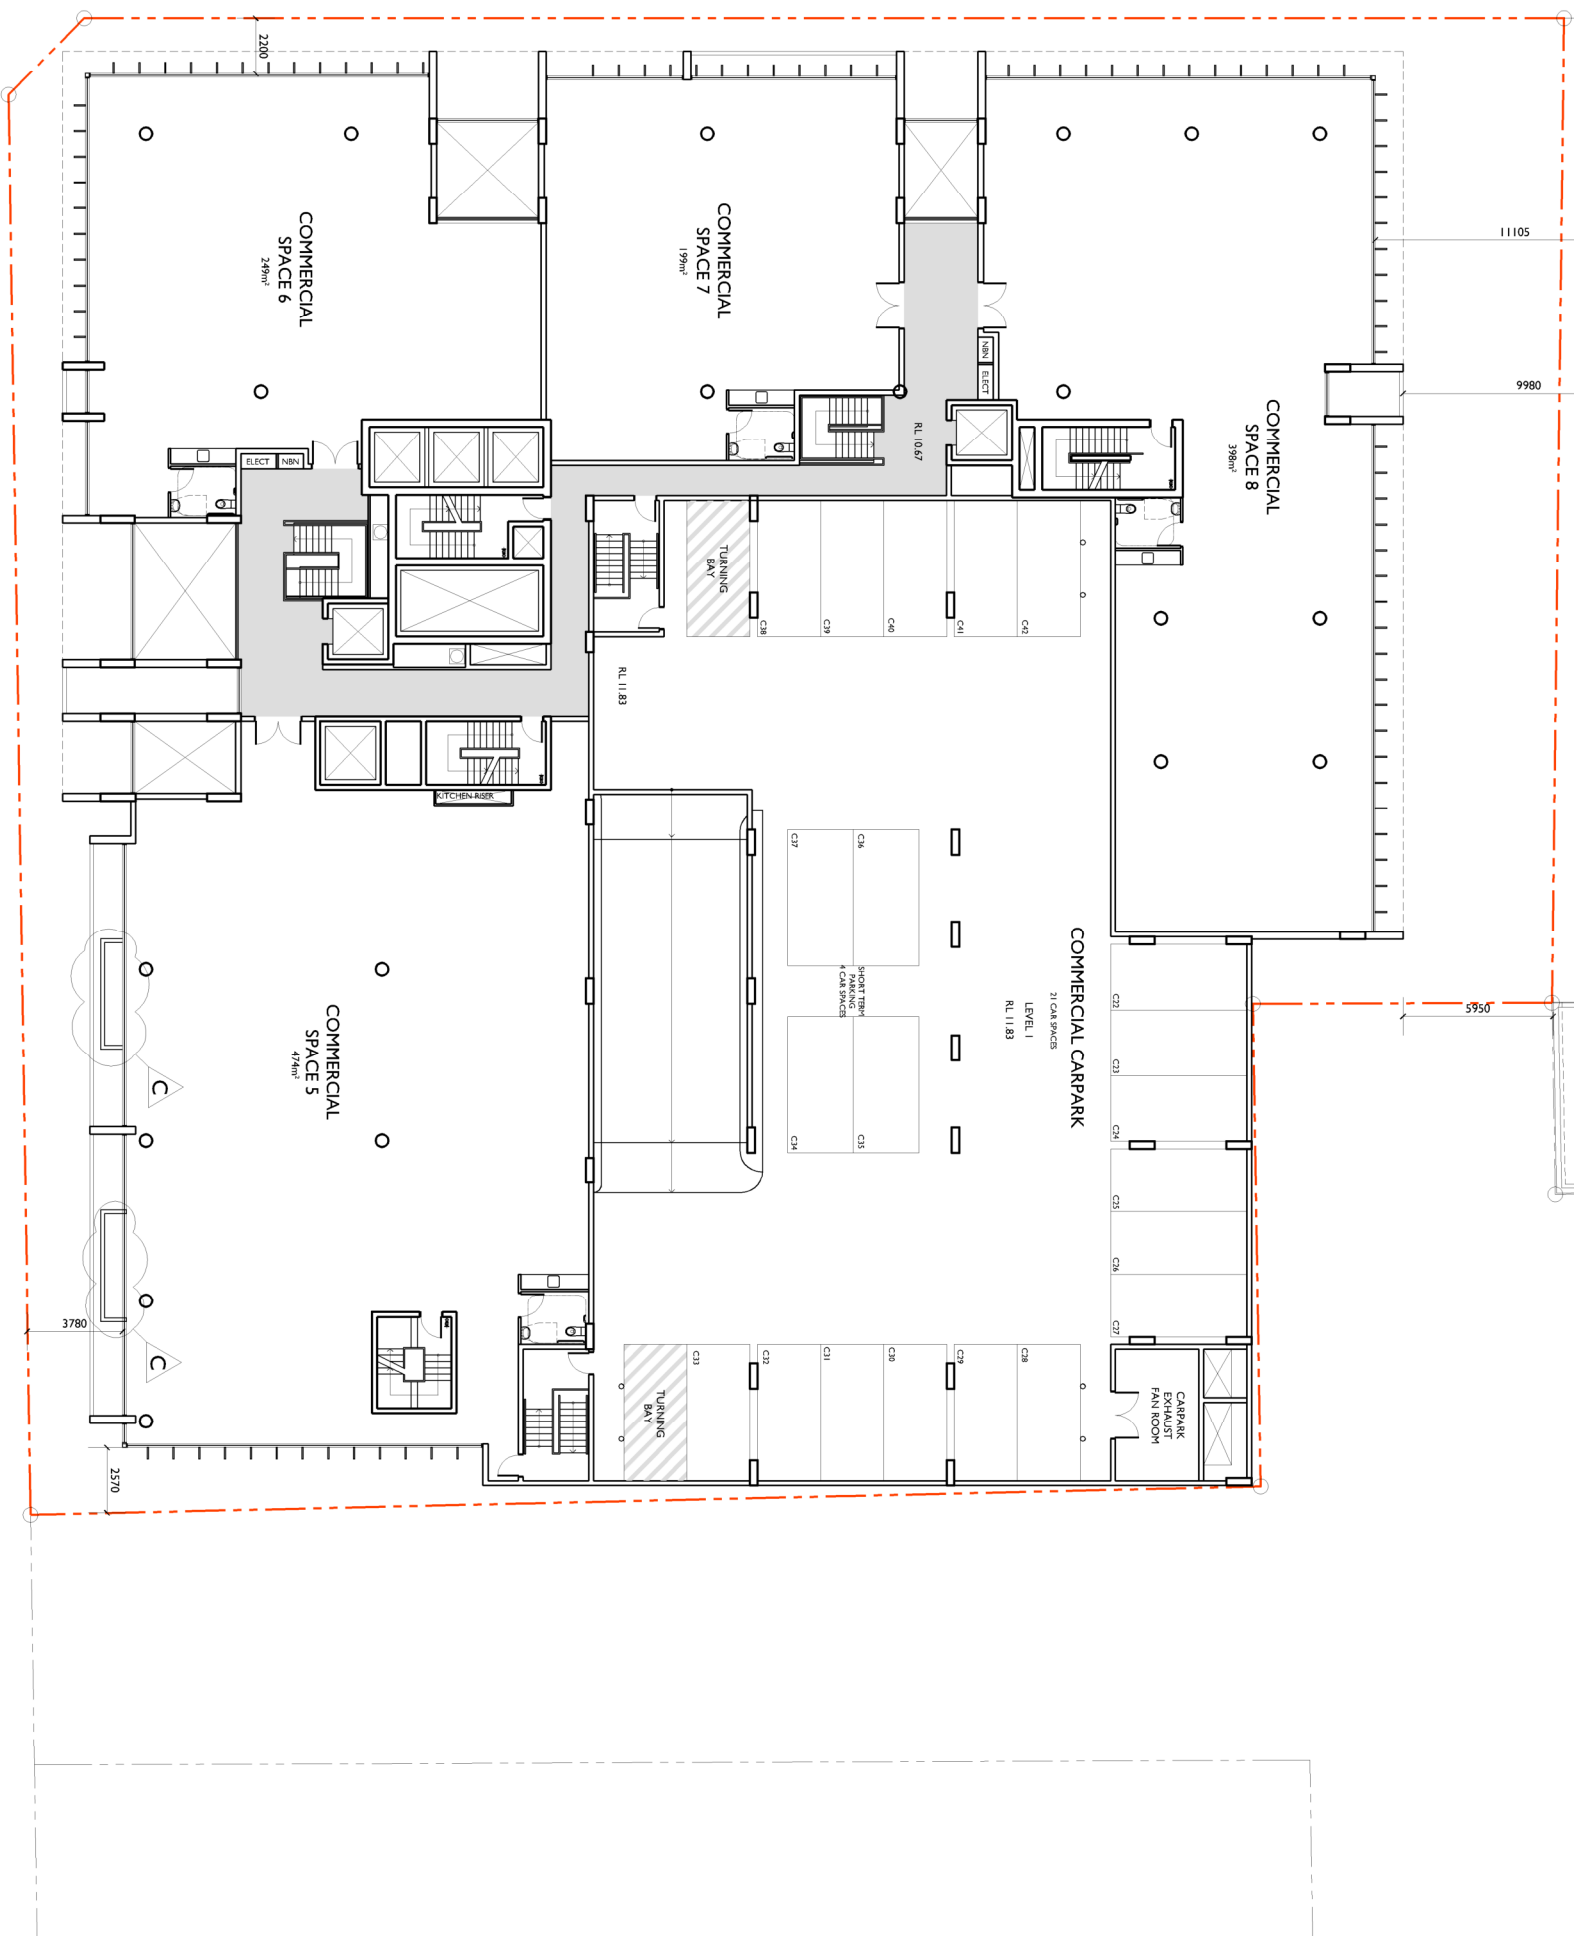 2200
11105
9980
5950
3780
2570
COMMERCIAL
SPACE 6
249m²
COMMERCIAL
SPACE 7
199m²
COMMERCIAL
SPACE 8
398m²
NBN
ELECT
RL 10.67
ELECT
NBN
TURNING
BAY
C38
C39
C40
C41
C42
RL 11.83
KITCHEN RISER
C37
C36
SHORT TERM
PARKING
4 CAR SPACES
C34
C35
COMMERCIAL CARPARK
21 CAR SPACES
LEVEL 1
RL 11.83
C22
C23
C24
C25
C26
C27
COMMERCIAL
SPACE 5
474m²
C
C
C33
C32
C31
C30
C29
C28
TURNING
BAY
CARPARK
EXHAUST
FAN ROOM